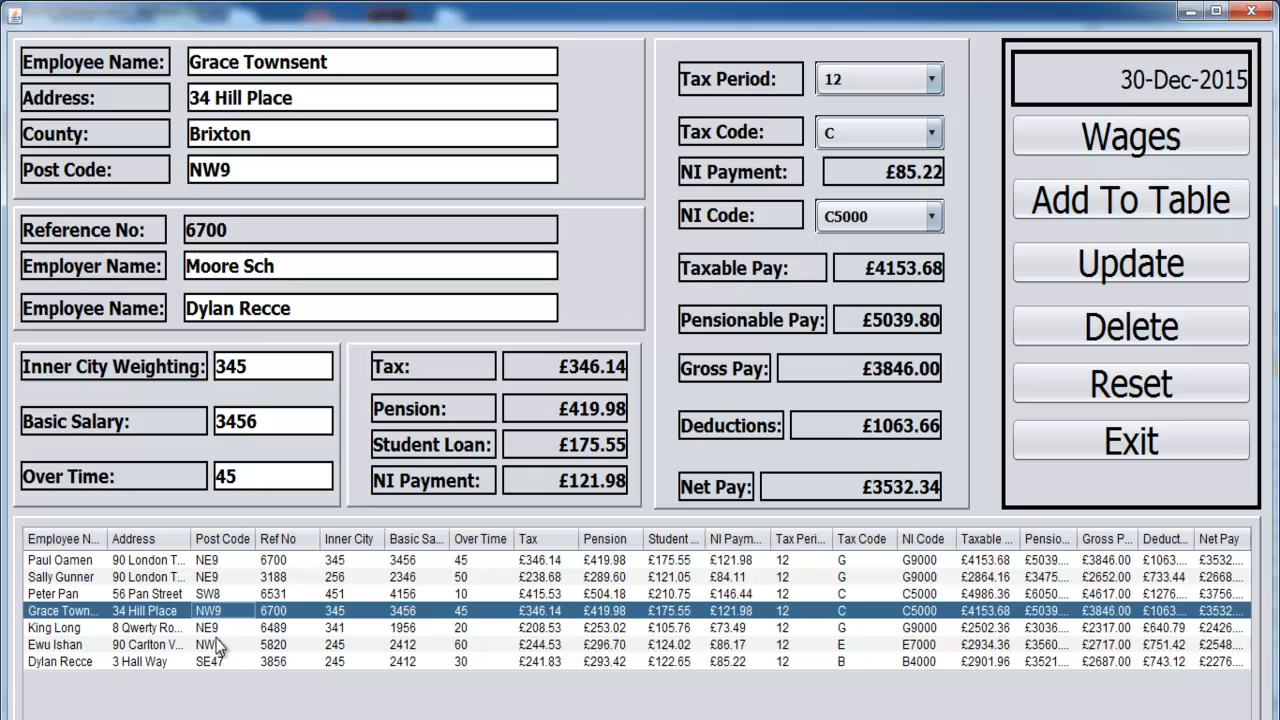 Employee Name: Grace Townsent
Address: 34 Hill Place
County: Brixton
Post Code: NW9
Reference No: 6700
Employer Name: Moore Sch
Employee Name: Dylan Recce
Inner City Weighting: 345
Basic Salary: 3456
Over Time: 45
Tax: £346.14
Pension: £419.98
Student Loan: £175.55
NI Payment: £121.98
Tax Period: 12
Tax Code: C
NI Payment: £85.22
NI Code: C5000
Taxable Pay: £4153.68
Pensionable Pay: £5039.80
Gross Pay: £3846.00
Deductions: £1063.66
Net Pay: £3532.34
30-Dec-2015
Wages
Add To Table
Update
Delete
Reset
Exit
Employee N... Address Post Code Ref No Inner City Basic Sa... Over Time Tax Pension Student ... NI Paym... Tax Peri... Tax Code NI Code Taxable ... Pensio... Gross P... Deduct... Net Pay
Paul Oamen 90 London T... NE9 6700 345 3456 45 £346.14 £419.98 £175.55 £121.98 12 G G9000 £4153.68 £5039.... £3846.00 £1063.... £3532....
Sally Gunner 90 London T... NE9 3188 256 2346 50 £238.68 £289.60 £121.05 £84.11 12 G G9000 £2864.16 £3475.... £2652.00 £733.44 £2668....
Peter Pan 56 Pan Street SW8 6531 451 4156 10 £415.53 £504.18 £210.75 £146.44 12 C C5000 £4986.36 £6050.... £4617.00 £1276.... £4240....
Grace Town... 34 Hill Place NW9 6700 345 3456 45 £346.14 £419.98 £175.55 £121.98 12 C C5000 £4153.68 £5039.... £3846.00 £1063.... £3532....
King Long 8 Qwerty Ro... NE9 6489 341 1956 20 £208.53 £253.02 £105.76 £73.49 12 G G9000 £2502.36 £3036.... £2317.00 £640.79 £2426....
Ewu Ishan 90 Carlton V... 5820 245 2412 60 £244.53 £296.70 £124.02 £86.17 12 E E7000 £2934.36 £3560.... £2717.00 £751.42 £2548....
Dylan Recce 3 Hall Way SE47 3856 245 2412 30 £241.83 £293.42 £122.65 £85.22 12 B B4000 £2901.96 £3521.... £2687.00 £743.12 £2276....